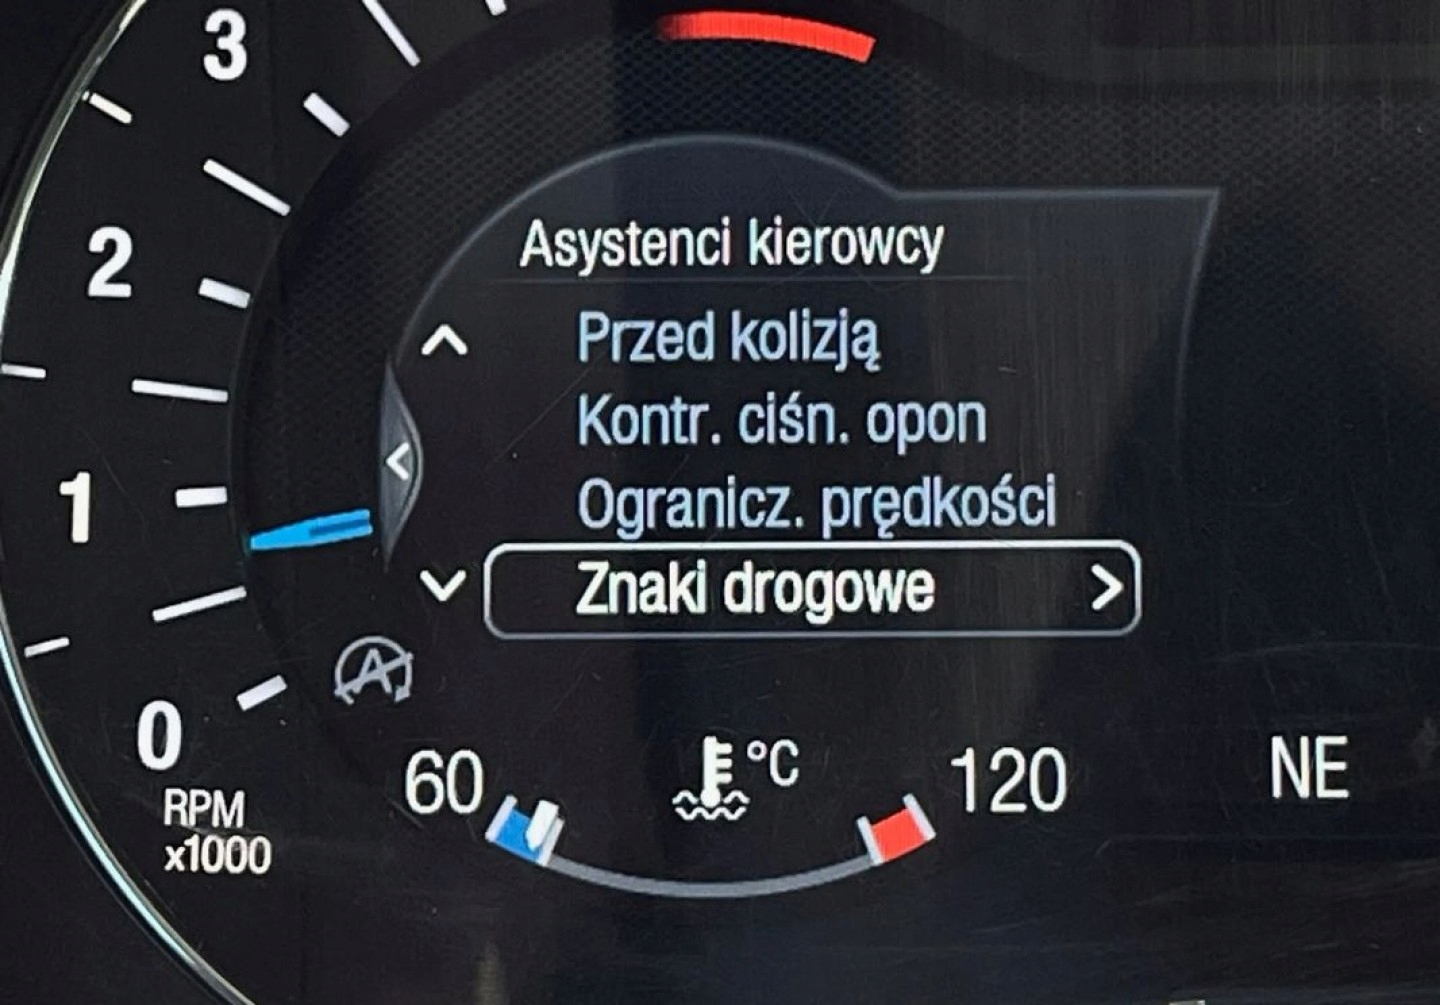 3
2
1
0
RPM
x1000
Asystenci kierowcy
Przed kolizją
Kontr. ciśn. opon
Ogranicz. prędkości
Znaki drogowe
A
60
°C
120
NE